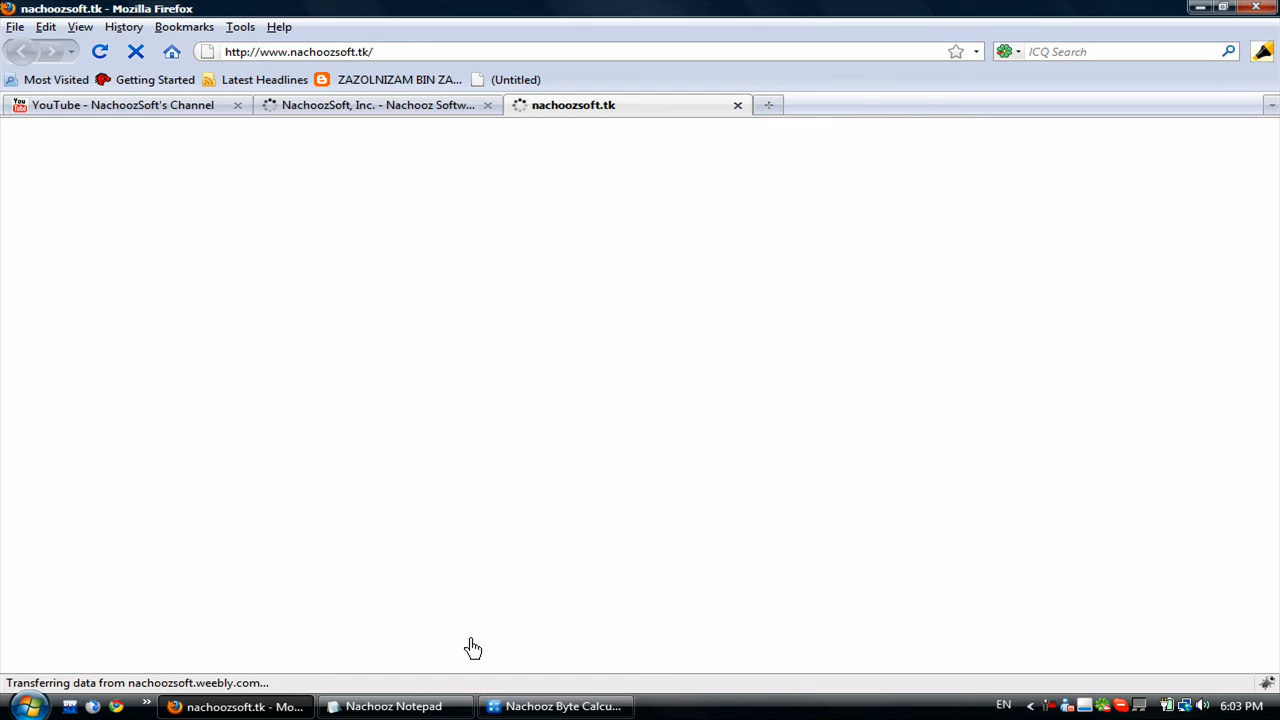 nachoozsoft.tk - Mozilla Firefox
File Edit View History Bookmarks Tools Help
http://www.nachoozsoft.tk/ ICQ Search
Most Visited Getting Started Latest Headlines ZAZOLNIZAM BIN ZA... (Untitled)
YouTube - NachoozSoft's Channel NachoozSoft, Inc. - Nachooz Softw... nachoozsoft.tk
Transferring data from nachoozsoft.weebly.com...
DEV nachoozsoft.tk - Mo... Nachooz Notepad Nachooz Byte Calcu... EN 6:03 PM